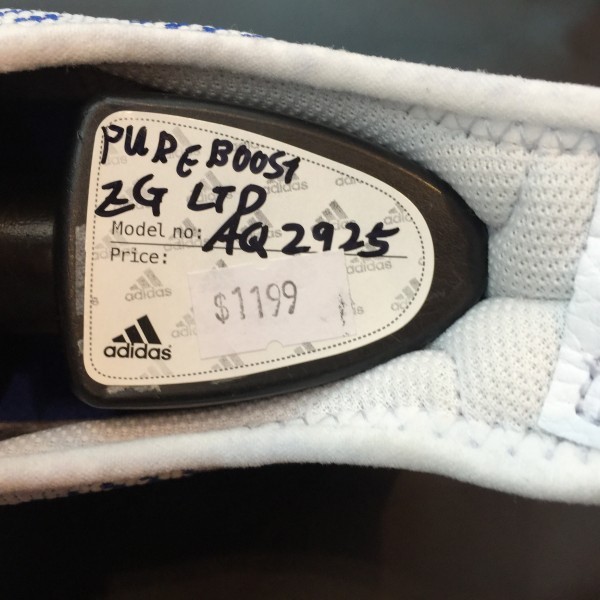 PUREBOOST
ZG LTD
Model no: AQ2925
Price:
$1199
adidas